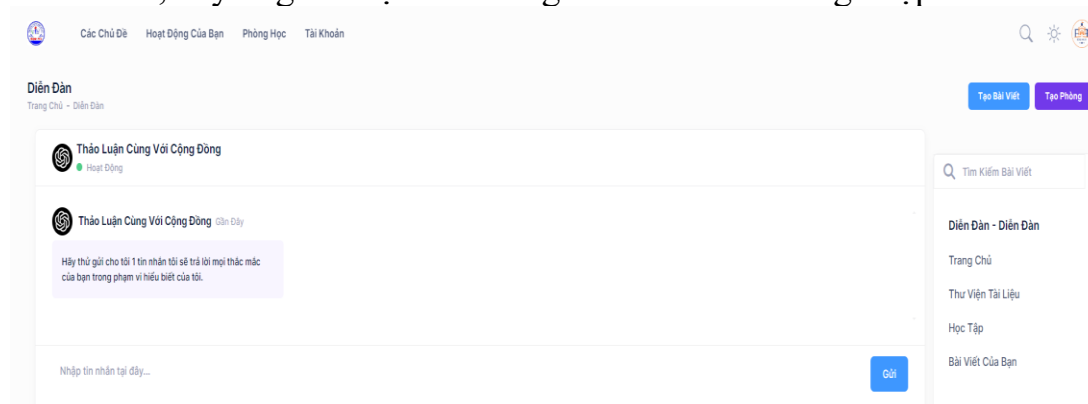 Các Chủ Đề Hoạt Động Của Bạn Phòng Học Tài Khoản
Diễn Đàn
Trang Chủ - Diễn Đàn
Tạo Bài Viết Tạo Phòng
Thảo Luận Cùng Với Cộng Đồng
Hoạt Động
Thảo Luận Cùng Với Cộng Đồng Gần Đây
Hãy thử gửi cho tôi 1 tin nhắn tôi sẽ trả lời mọi thắc mắc
của bạn trong phạm vi hiểu biết của tôi.
Nhập tin nhắn tại đây...
Gửi
Tìm Kiếm Bài Viết
Diễn Đàn - Diễn Đàn
Trang Chủ
Thư Viện Tài Liệu
Học Tập
Bài Viết Của Bạn